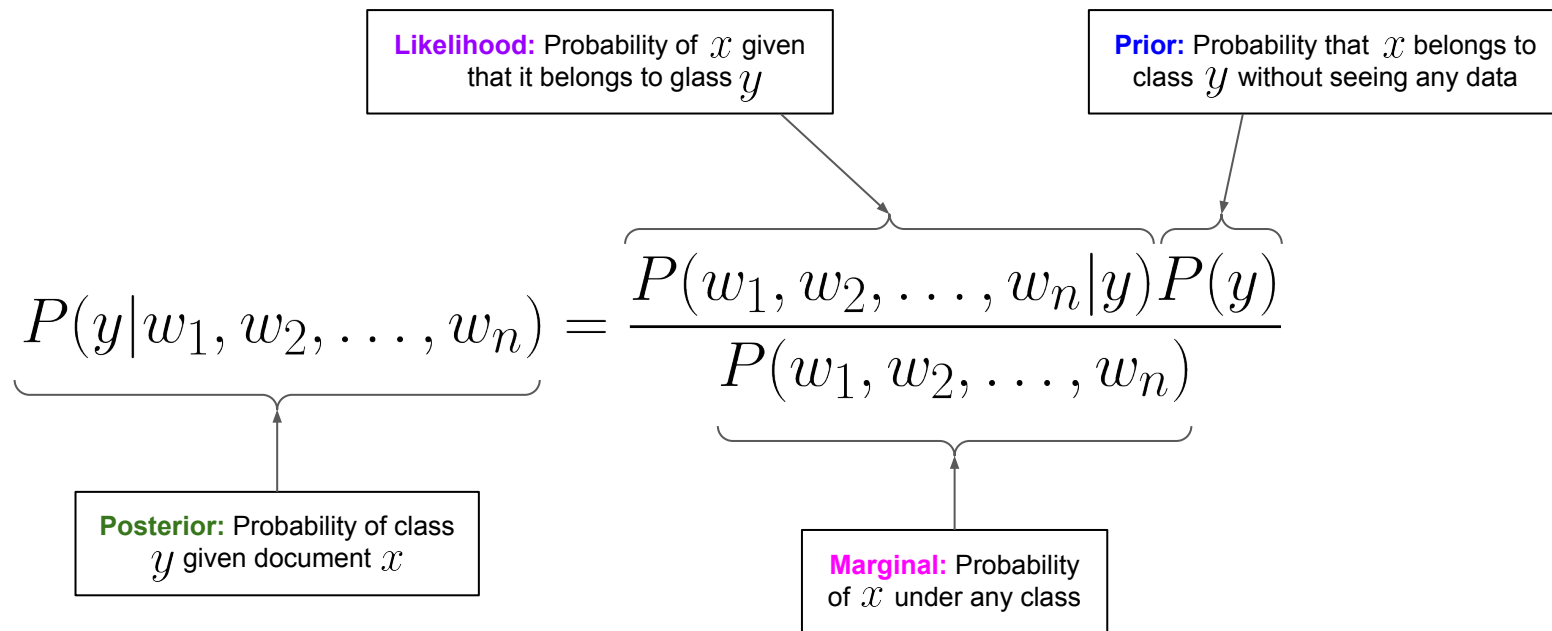 Likelihood: Probability of x given
that it belongs to glass y
Prior: Probability that x belongs to
class y without seeing any data
P(y|w₁, w₂, . . . , wₙ) = P(w₁, w₂, . . . , wₙ|y)P(y)
P(w₁, w₂, . . . , wₙ)
Posterior: Probability of class
y given document x
Marginal: Probability
of x under any class